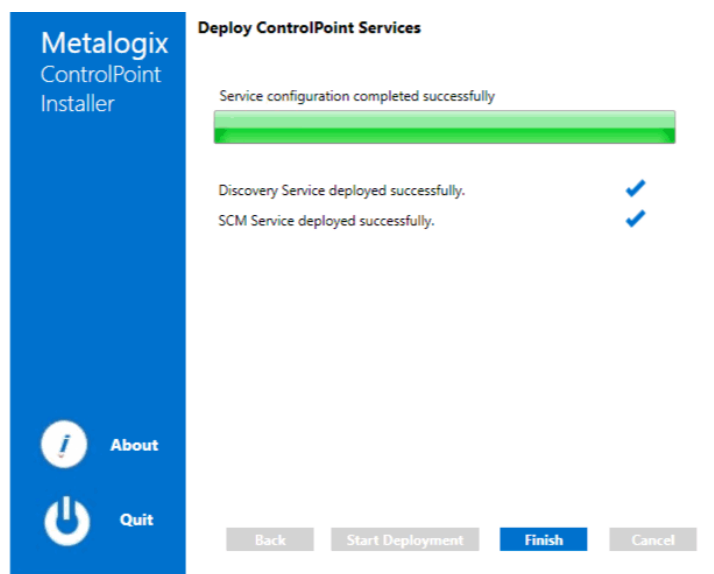 Metalogix
ControlPoint
Installer
Deploy ControlPoint Services
Service configuration completed successfully
Discovery Service deployed successfully.
SCM Service deployed successfully.
i
About
Quit
Back
Start Deployment
Finish
Cancel